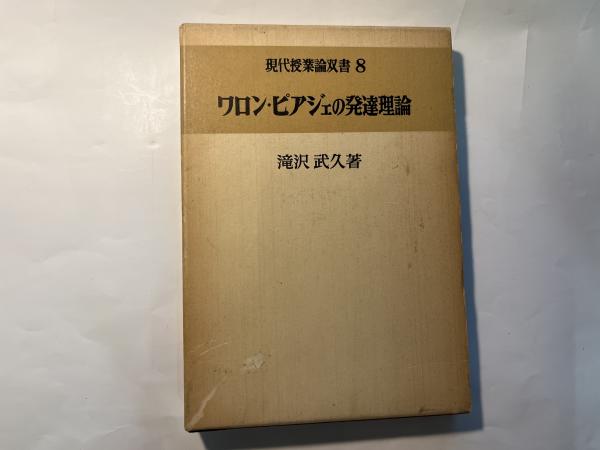 現代授業論双書 8
ワロン・ピアジェの発達理論
滝沢 武久著